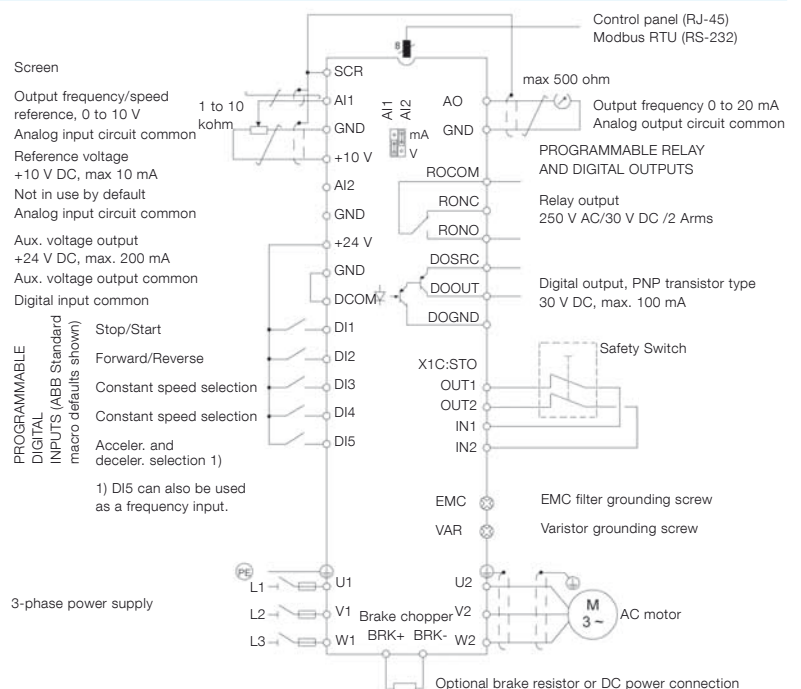 Control panel (RJ-45)
Modbus RTU (RS-232)
8
Screen
SCR
Output frequency/speed
reference, 0 to 10 V
Analog input circuit common
Reference voltage
+10 V DC, max 10 mA
Not in use by default
Analog input circuit common
Aux. voltage output
+24 V DC, max. 200 mA
Aux. voltage output common
Digital input common
1 to 10
kohm
AI1
GND
+10 V
AI2
GND
+24 V
GND
DCOM
DI1
DI2
DI3
DI4
DI5
AI1
AI2
mA
V
max 500 ohm
AO
GND
Output frequency 0 to 20 mA
Analog output circuit common
PROGRAMMABLE RELAY
AND DIGITAL OUTPUTS
ROCOM
RONC
RONO
Relay output
250 V AC/30 V DC /2 Arms
DOSRC
DOOUT
DOGND
Digital output, PNP transistor type
30 V DC, max. 100 mA
PROGRAMMABLE
DIGITAL
INPUTS (ABB Standard
macro defaults shown)
Stop/Start
Forward/Reverse
Constant speed selection
Constant speed selection
Acceler. and
deceler. selection 1)
1) DI5 can also be used
as a frequency input.
X1C:STO
OUT1
OUT2
IN1
IN2
Safety Switch
EMC
EMC filter grounding screw
VAR
Varistor grounding screw
PE
3-phase power supply
L1
L2
L3
U1
V1
W1
Brake chopper
BRK+ BRK-
U2
V2
W2
M
3 ~
AC motor
Optional brake resistor or DC power connection